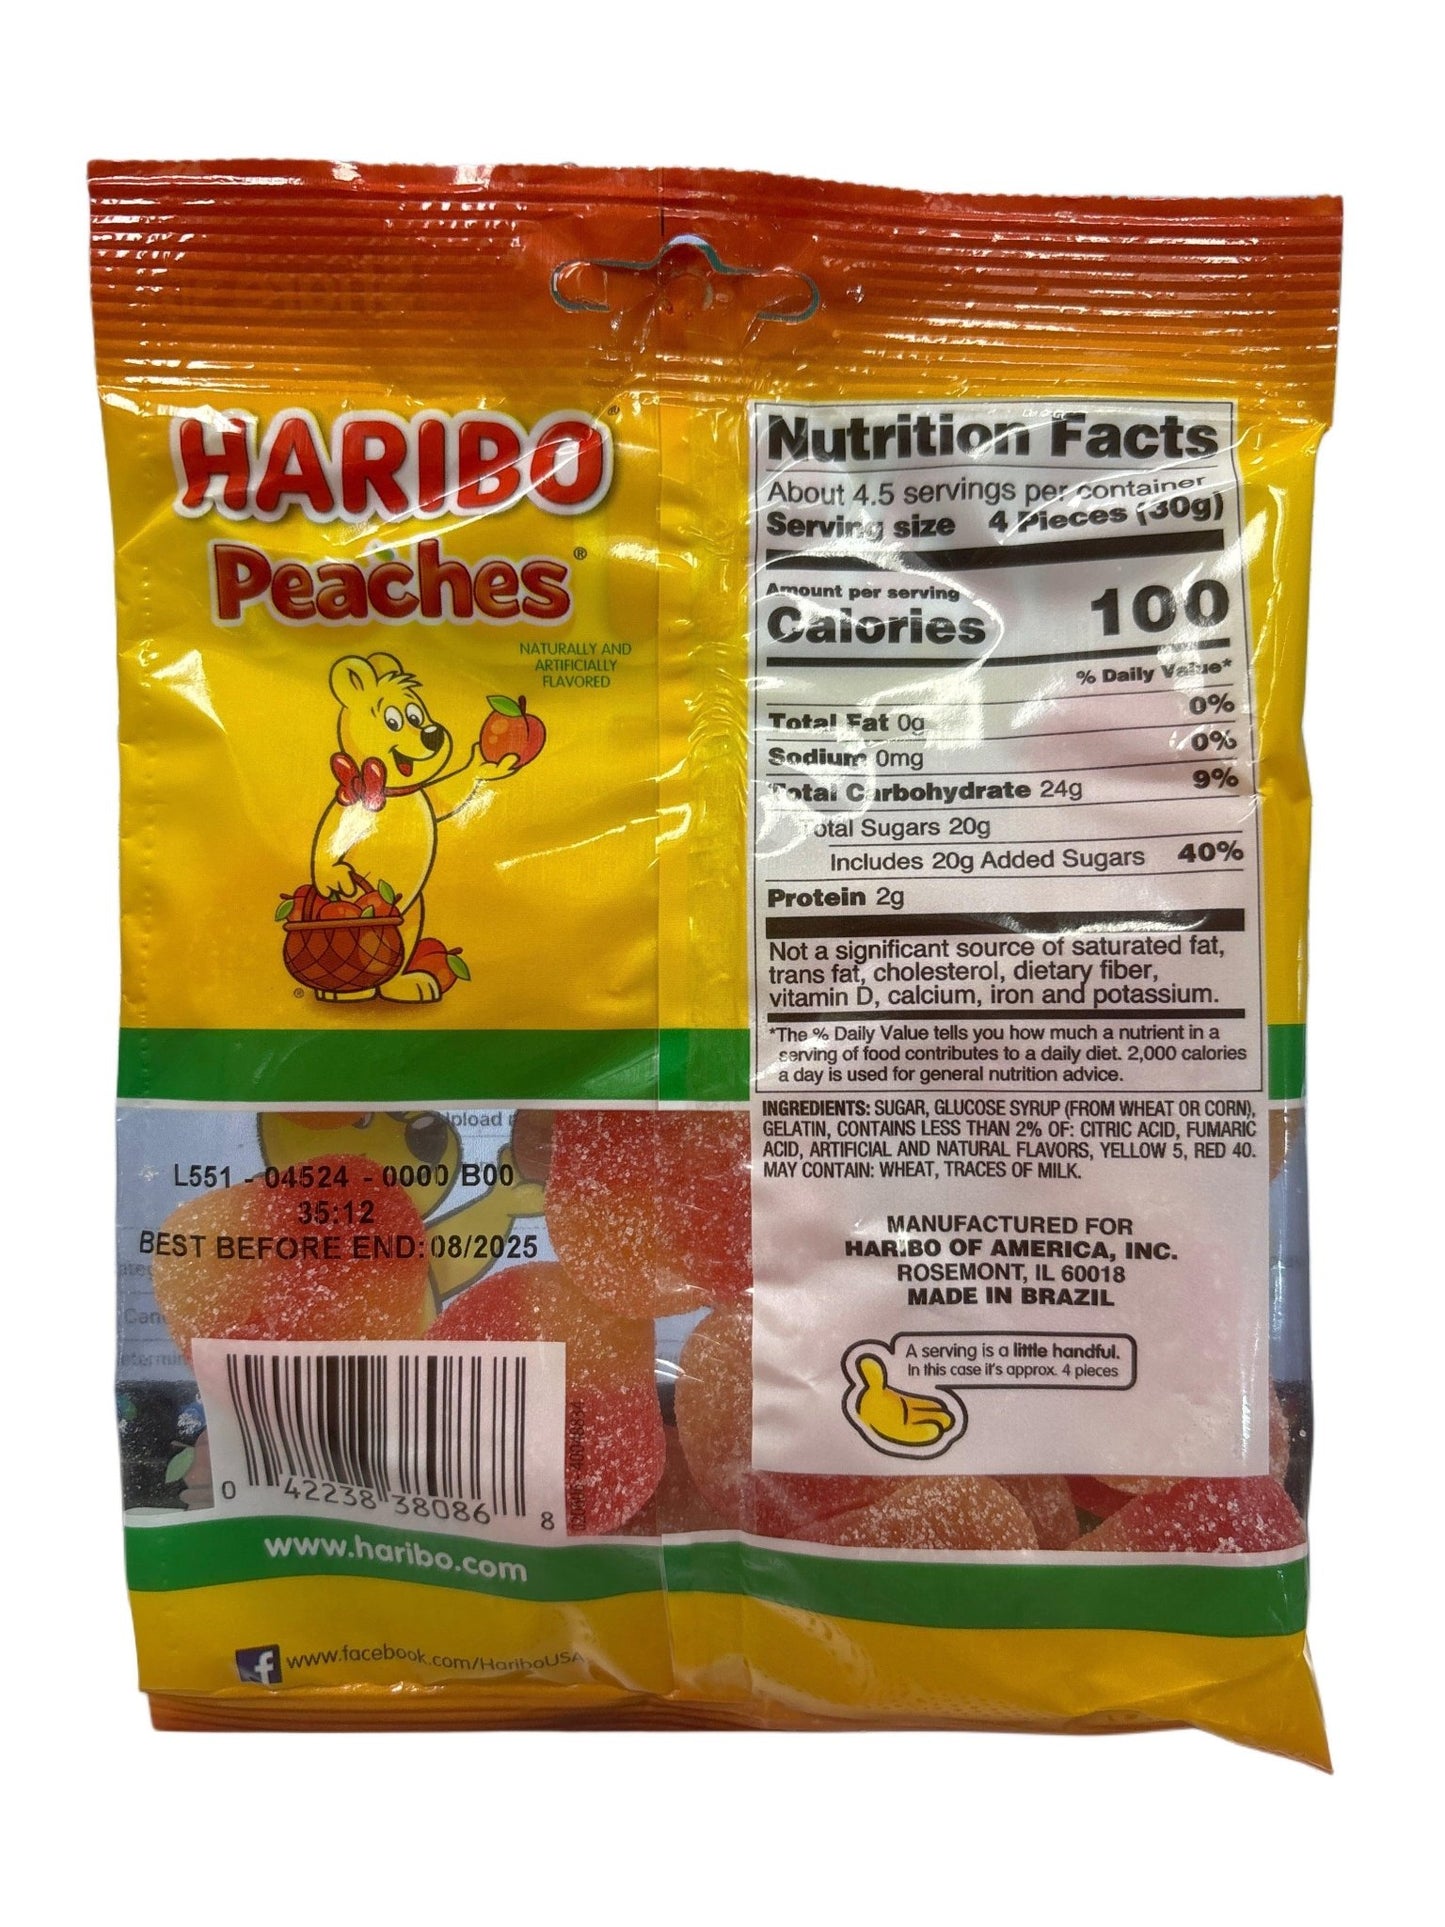 HARIBO®
Peaches®
NATURALLY AND
ARTIFICIALLY
FLAVORED
®
L551 - 04524 - 0000 B00
35:12
BEST BEFORE END:08/2025
0 42238 38086 8
www.haribo.com
f www.facebook.com/HariboUSA
Nutrition Facts
About 4.5 servings per container
Serving size 4 Pieces (30g)
Amount per serving
Calories 100
% Daily Value*
Total Fat 0g 0%
Sodium 0mg 0%
Total Carbohydrate 24g 9%
Total Sugars 20g
Includes 20g Added Sugars 40%
Protein 2g
Not a significant source of saturated fat,
trans fat, cholesterol, dietary fiber,
vitamin D, calcium, iron and potassium.
*The % Daily Value tells you how much a nutrient in a
serving of food contributes to a daily diet. 2,000 calories
a day is used for general nutrition advice.
INGREDIENTS: SUGAR, GLUCOSE SYRUP (FROM WHEAT OR CORN),
GELATIN, CONTAINS LESS THAN 2% OF: CITRIC ACID, FUMARIC
ACID, ARTIFICIAL AND NATURAL FLAVORS, YELLOW 5, RED 40.
MAY CONTAIN: WHEAT, TRACES OF MILK.
MANUFACTURED FOR
HARIBO OF AMERICA, INC.
ROSEMONT, IL 60018
MADE IN BRAZIL
A serving is a little handful.
In this case it's approx. 4 pieces